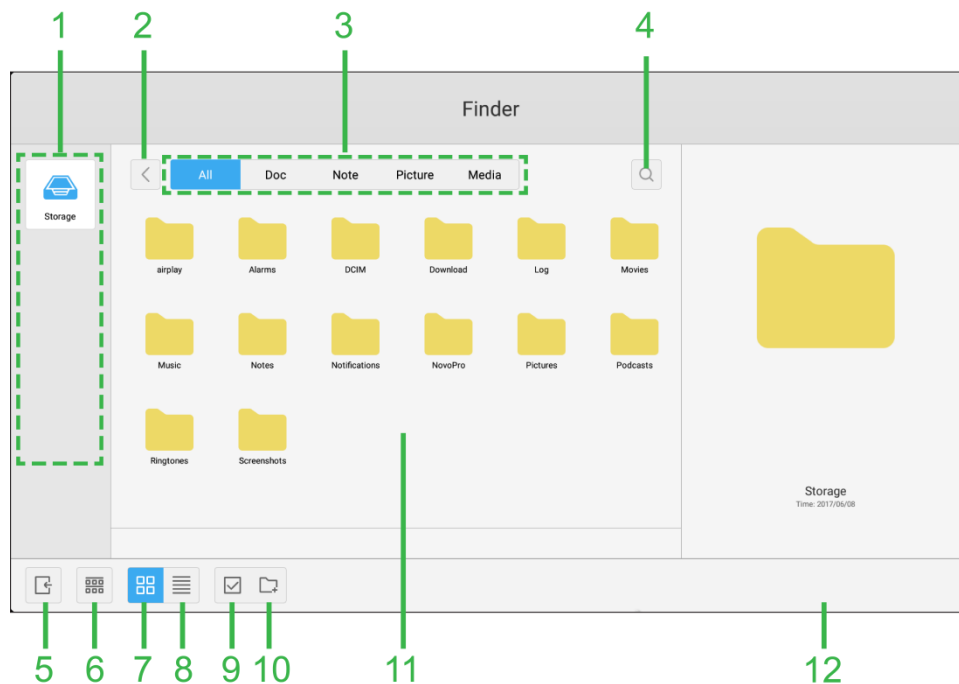 1 2 3 4
Finder
All Doc Note Picture Media
Storage
airplay Alarms DCIM Download Log Movies
Music Notes Notifications NovoPro Pictures Podcasts
Ringtones Screenshots
Storage
Time: 2017/06/08
5 6 7 8 9 10 11 12